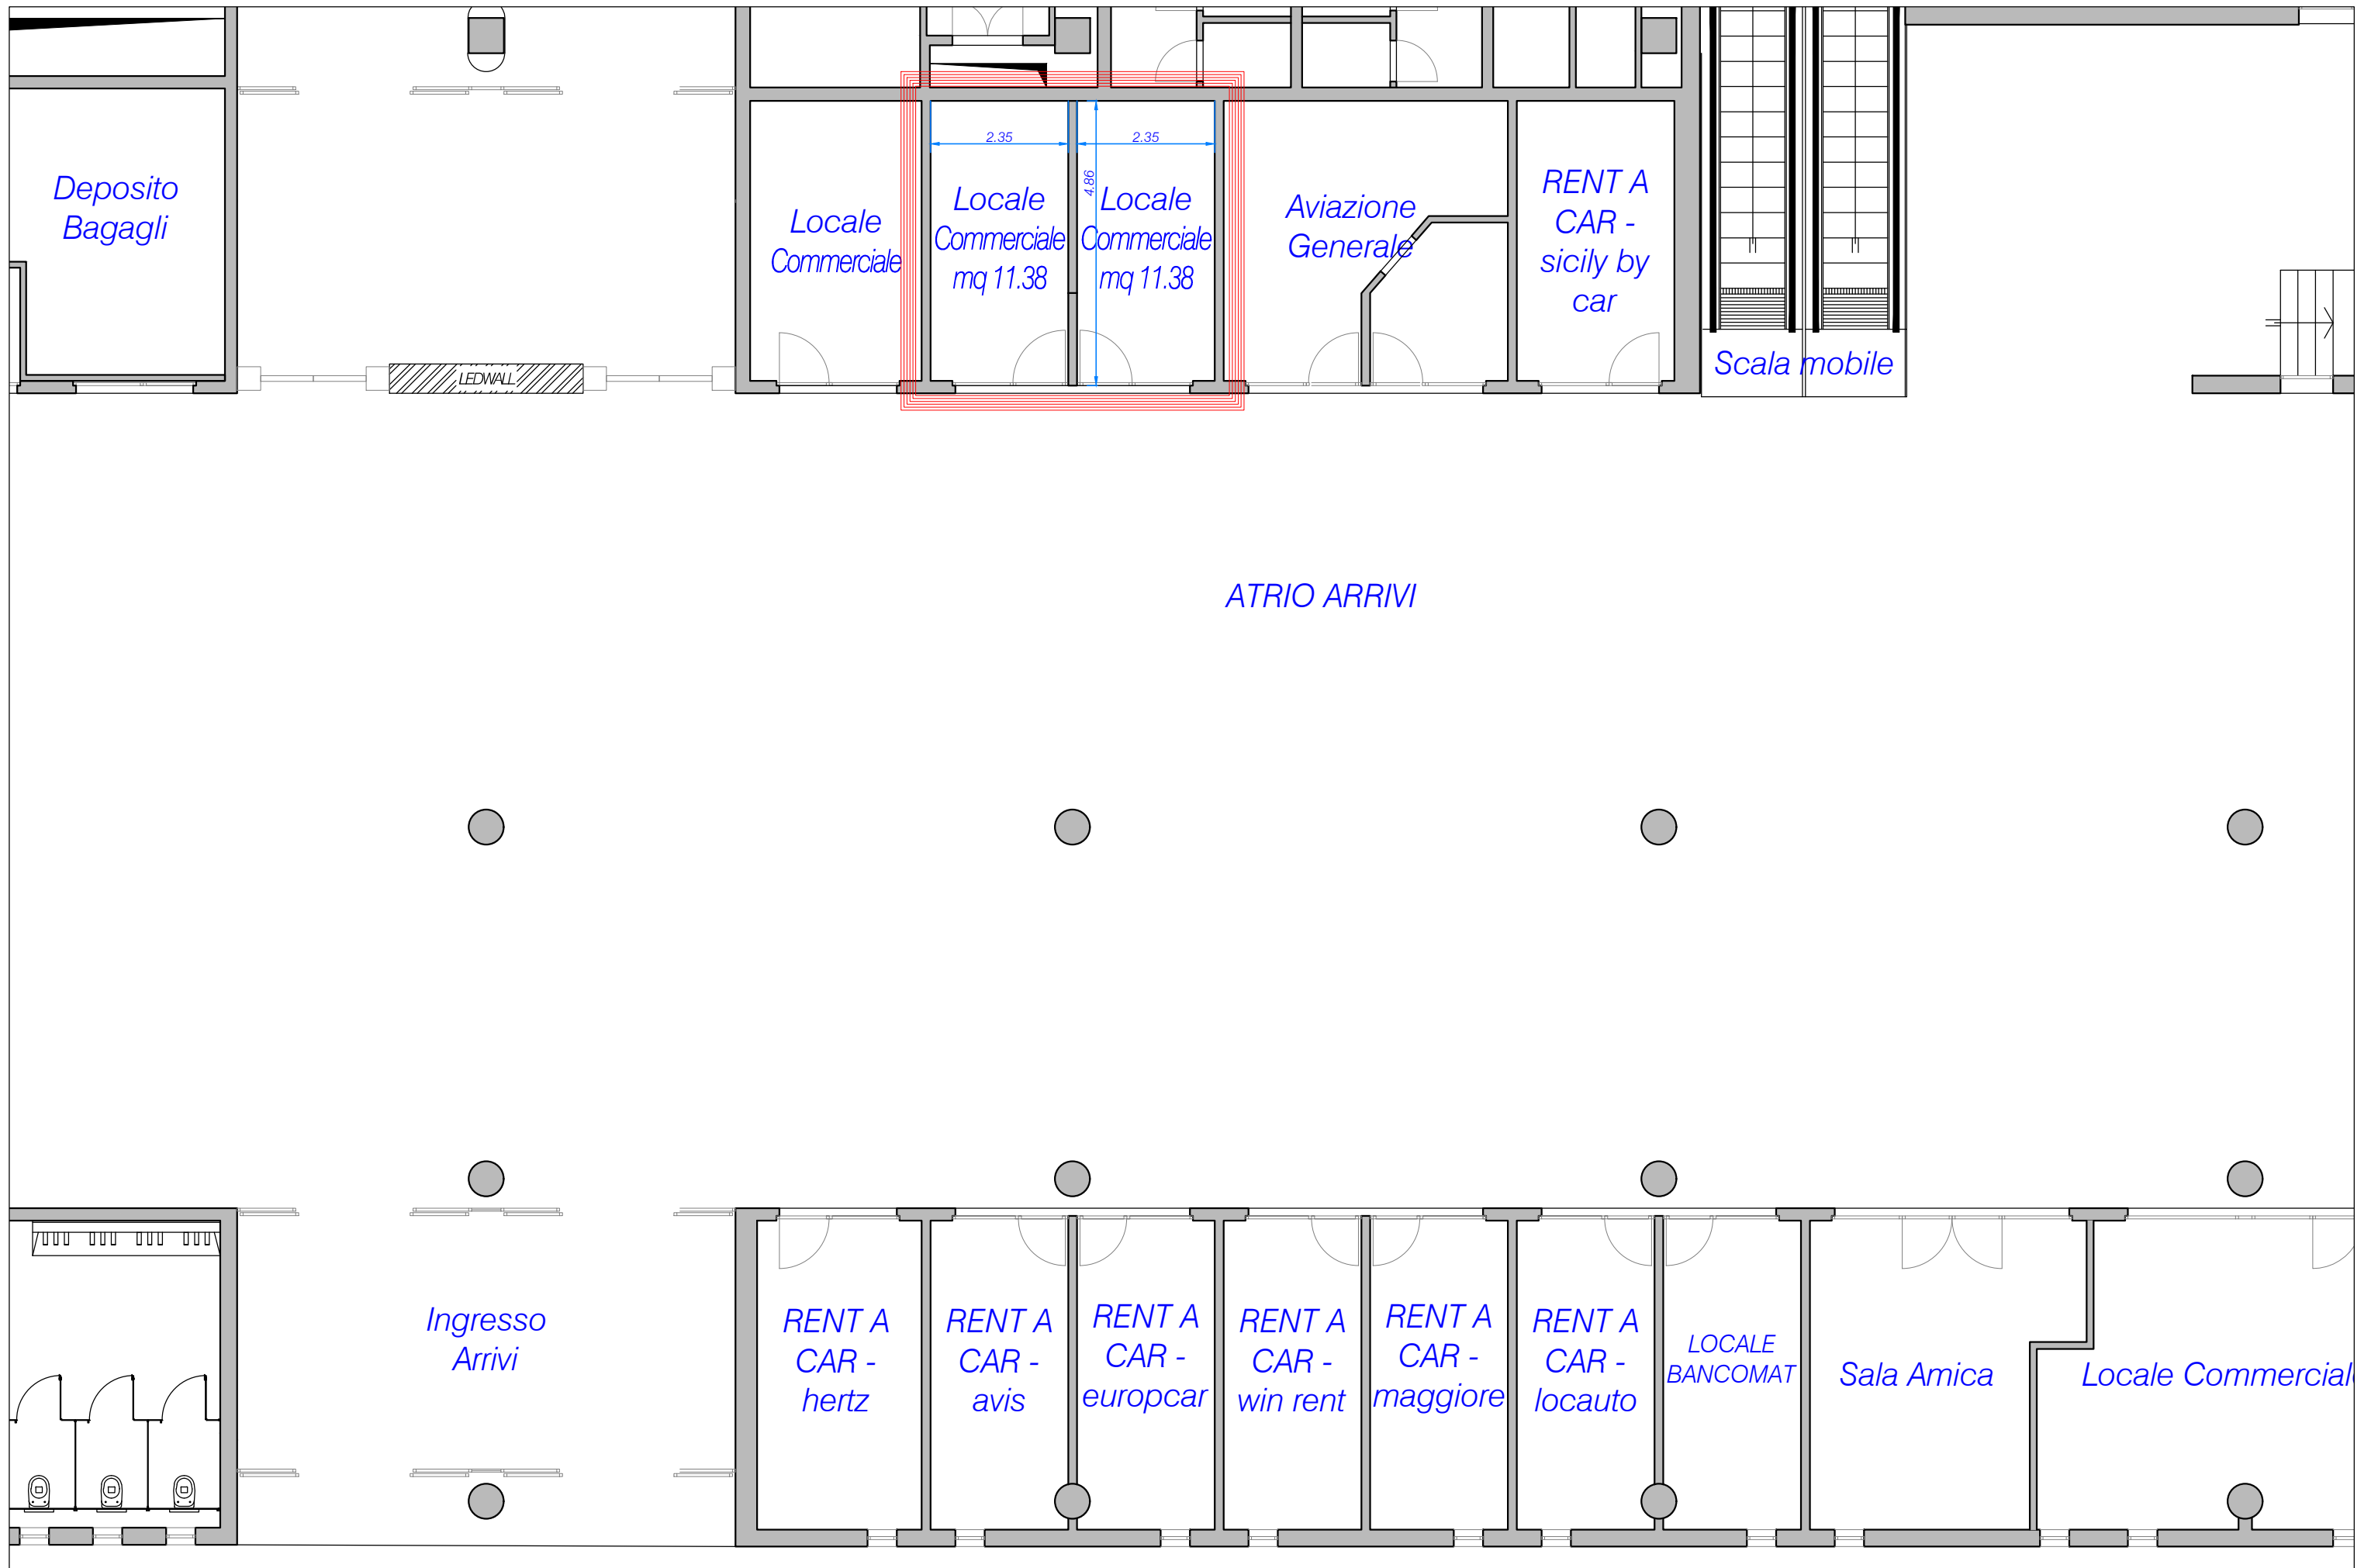 2.35
2.35
4.86
Deposito
Bagagli
Locale
Commerciale
Locale
Commerciale
mq 11.38
Locale
Commerciale
mq 11.38
Aviazione
Generale
RENT A
CAR -
sicily by
car
Scala mobile
LEDWALL
ATRIO ARRIVI
Ingresso
Arrivi
RENT A
CAR -
hertz
RENT A
CAR -
avis
RENT A
CAR -
europcar
RENT A
CAR -
win rent
RENT A
CAR -
maggiore
RENT A
CAR -
locauto
LOCALE
BANCOMAT
Sala Amica
Locale Commerciale